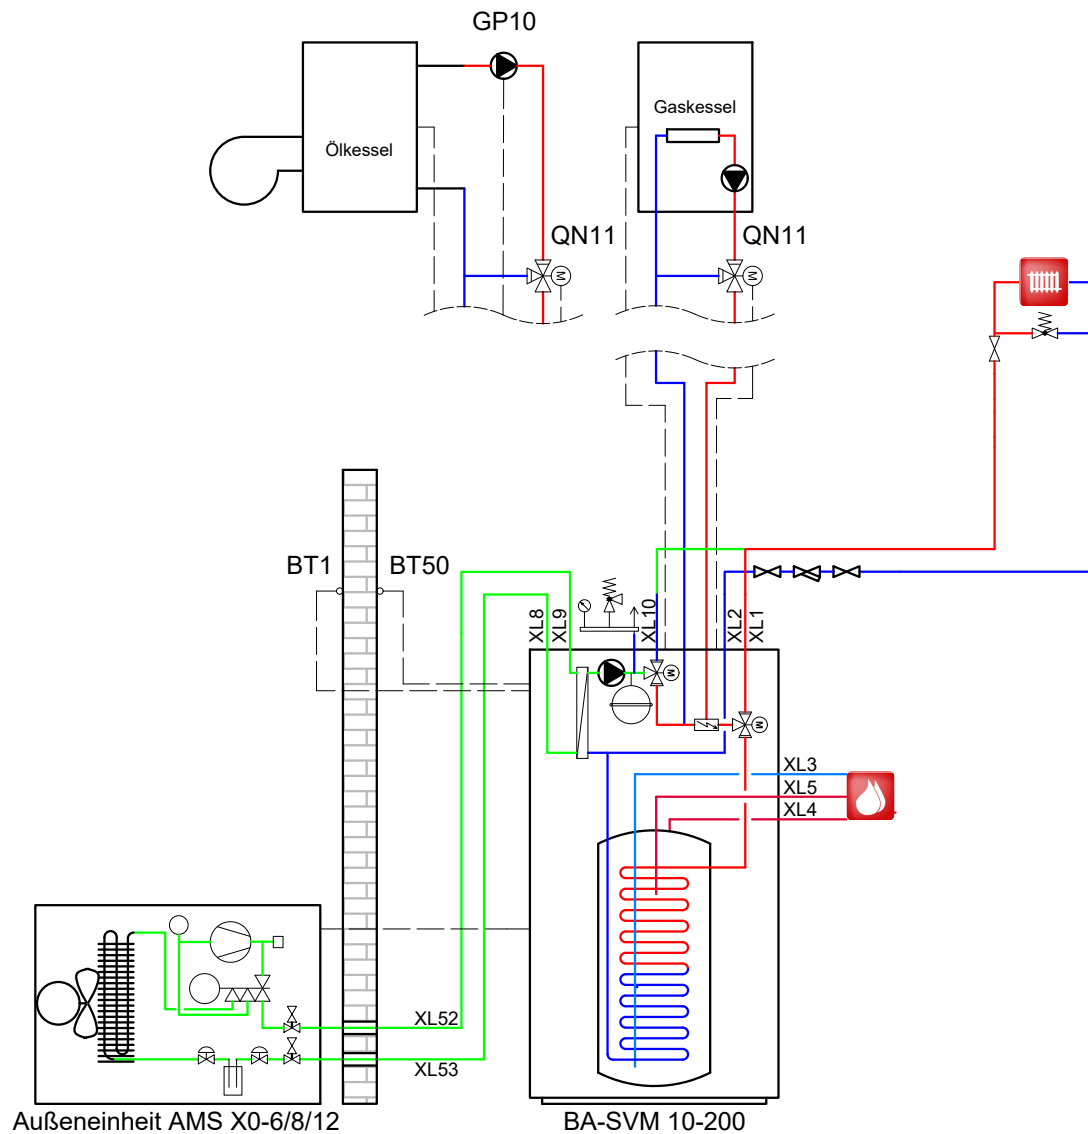 GP10
Ölkessel
Gaskessel
QN11
QN11
M
M
BT1
BT50
XL8
XL9
XL10
XL2
XL1
M
M
XL3
XL5
XL4
XL52
XL53
Außeneinheit AMS X0-6/8/12
BA-SVM 10-200